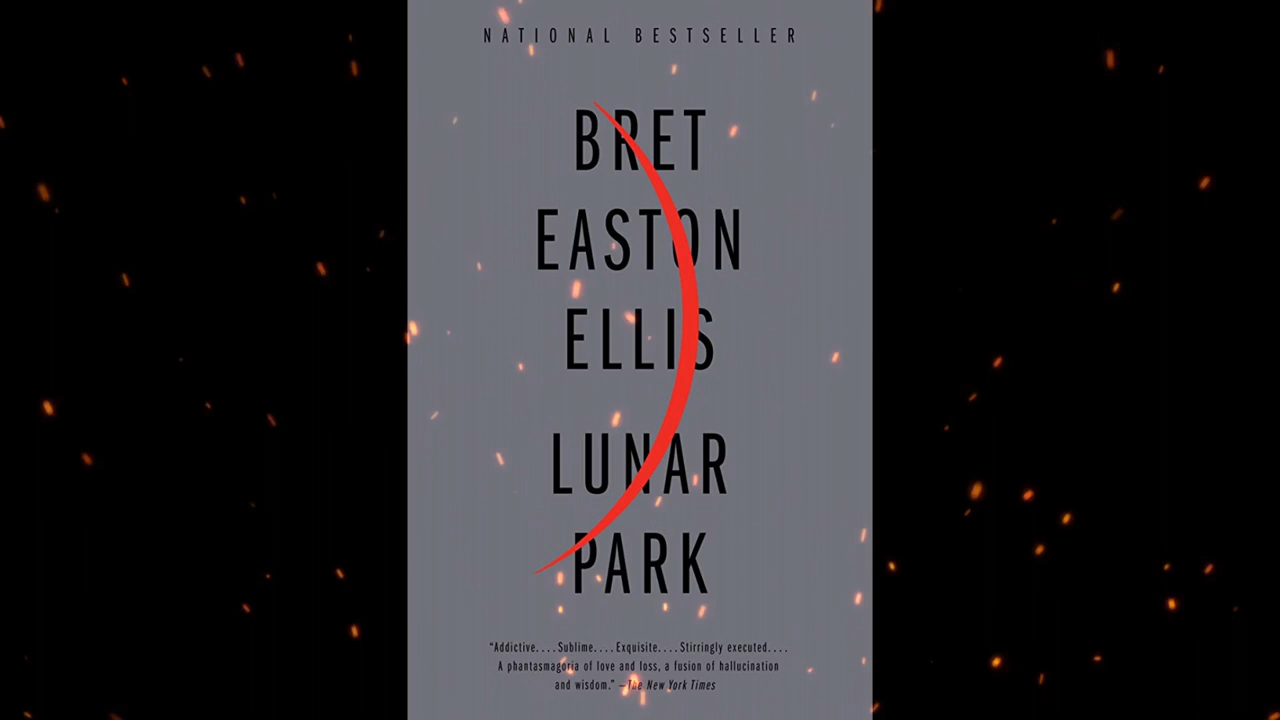 NATIONAL BESTSELLER
BRET
EASTON
ELLIS
LUNAR
PARK
“Addictive. . . . Sublime. . . . Exquisite. . . . Stirringly executed. . . .
A phantasmagoria of love and loss, a fusion of hallucination
and wisdom.” —The New York Times